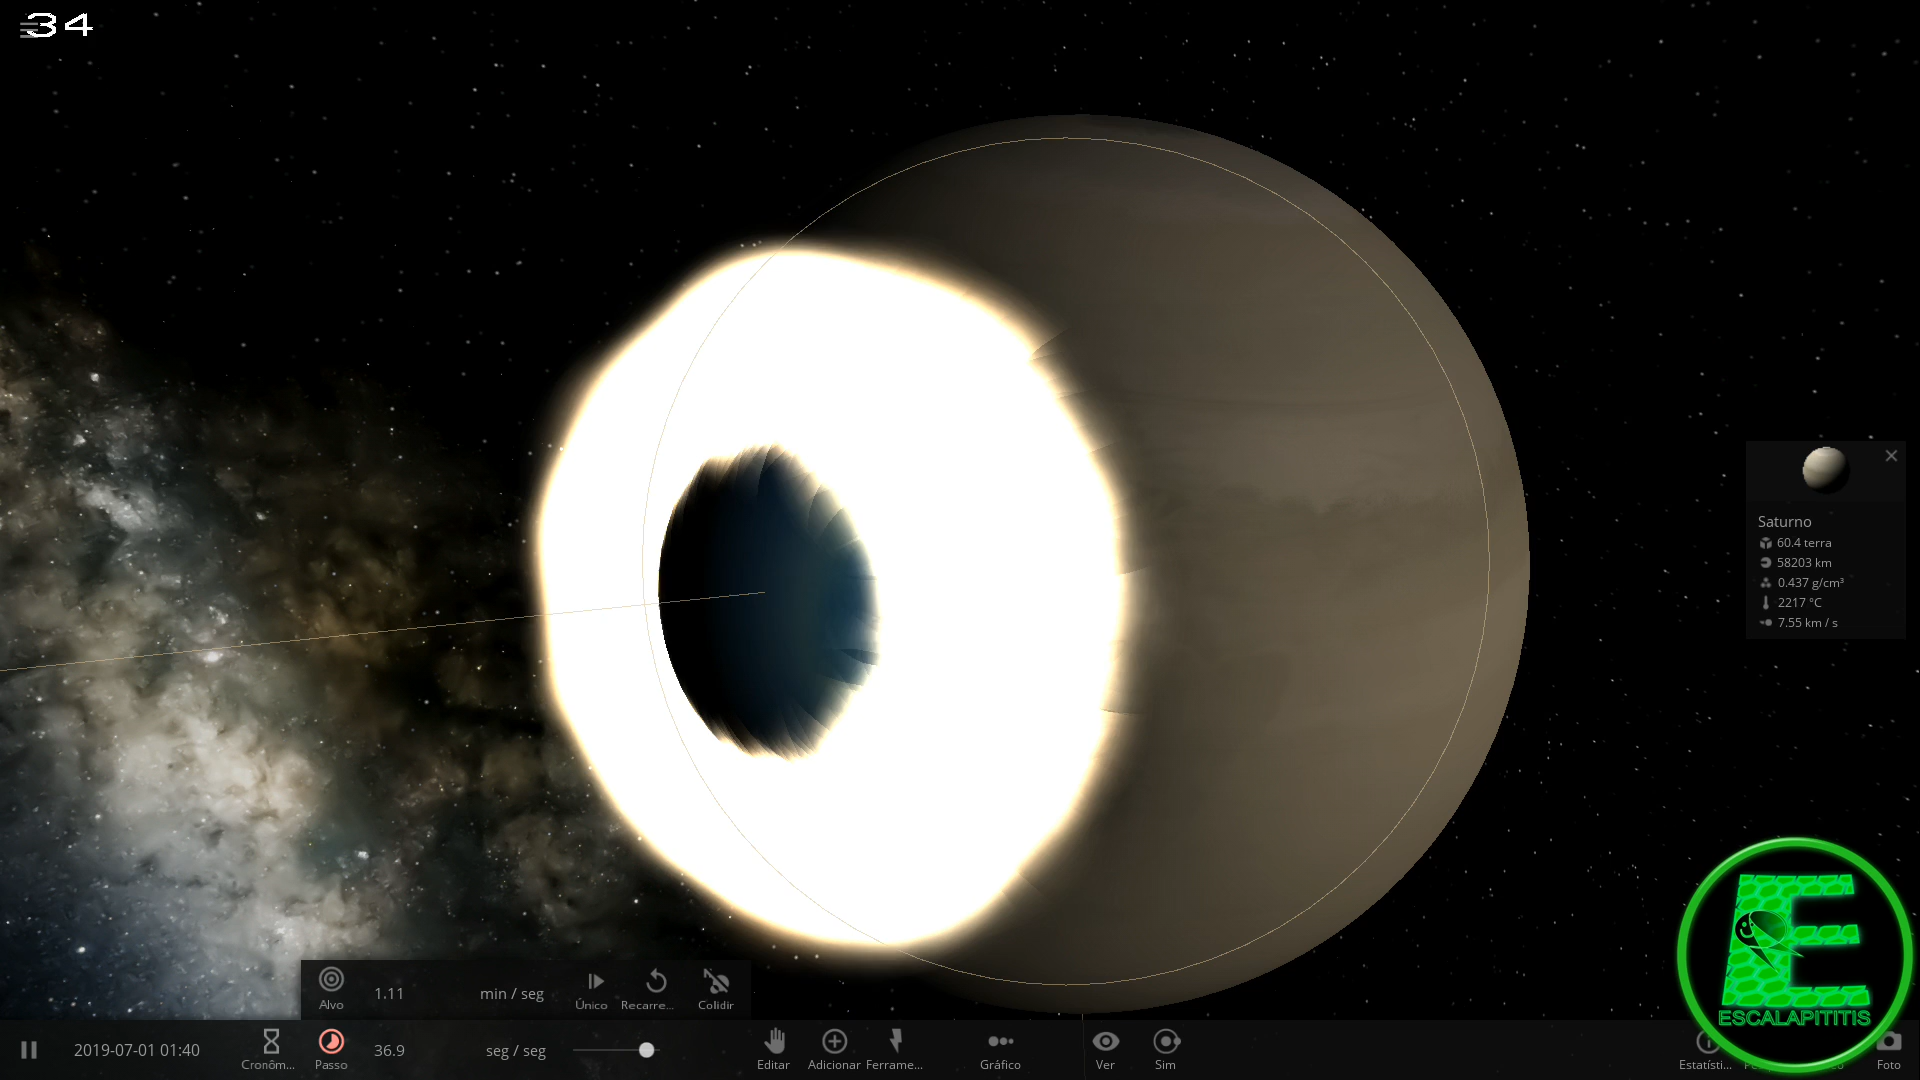 34
Saturno
60.4 terra
58203 km
0.437 g/cm³
2217 °C
7.55 km / s
Alvo
1.11
min / seg
Único
Recarre...
Colidir
2019-07-01 01:40
Cronôm...
Passo
36.9
seg / seg
Editar
Adicionar
Ferrame...
Gráfico
Ver
Sim
Estatísti...
Foto
ESCALAPITITIS